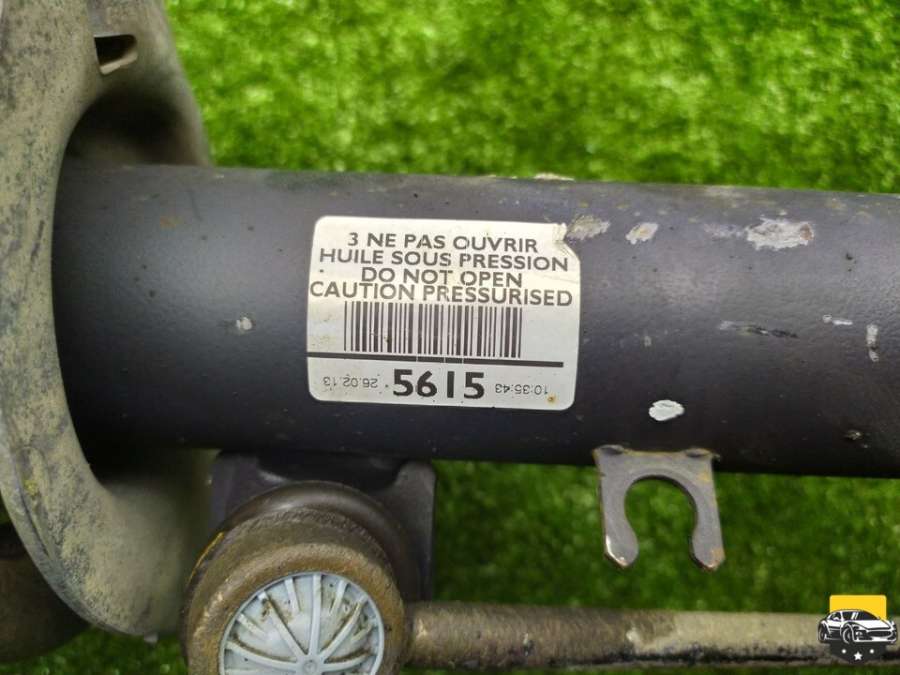 3 NE PAS OUVRIR
HUILE SOUS PRESSION
DO NOT OPEN
CAUTION PRESSURISED
26.02.13 5615 10:35:43